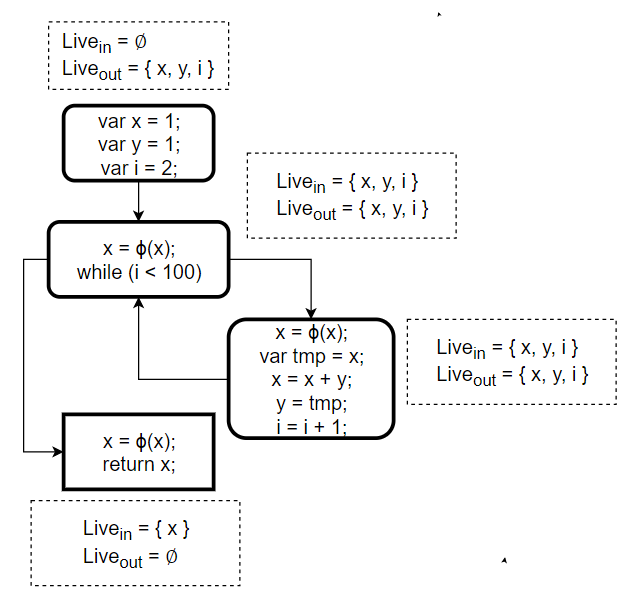 Livein = ∅
Liveout = { x, y, i }
var x = 1;
var y = 1;
var i = 2;
Livein = { x, y, i }
Liveout = { x, y, i }
x = ϕ(x);
while (i < 100)
x = ϕ(x);
var tmp = x;
x = x + y;
y = tmp;
i = i + 1;
Livein = { x, y, i }
Liveout = { x, y, i }
x = ϕ(x);
return x;
Livein = { x }
Liveout = ∅